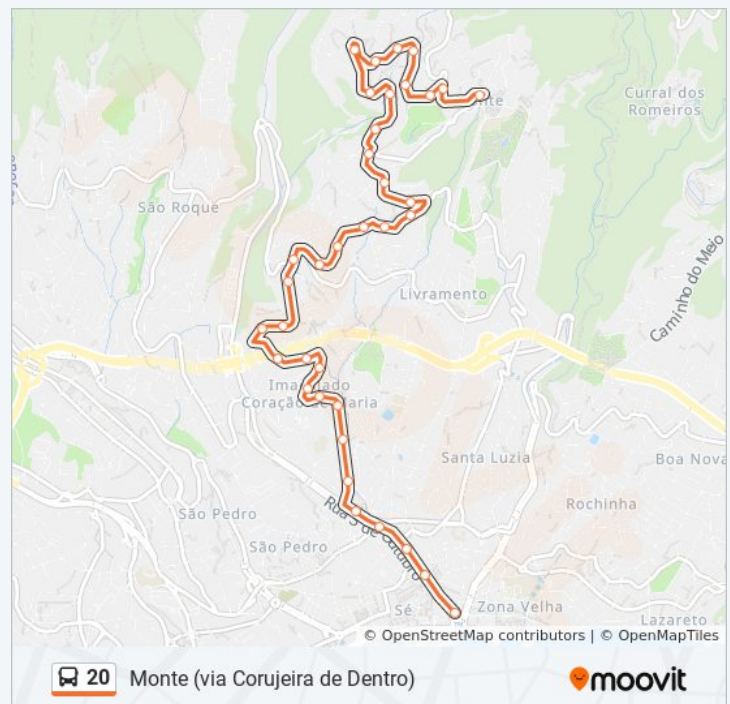 Curral dos
Romeiros
São Roque
Caminho do Meio
Livramento
Coração de Maria
Santa Luzia
Boa Nova
Rochinha
São Pedro
Rua 5 de Outubro
São Pedro
Sé
Zona Velha
Lazareto
© OpenStreetMap contributors | © OpenMapTiles
20 Monte (via Corujeira de Dentro)
moovit